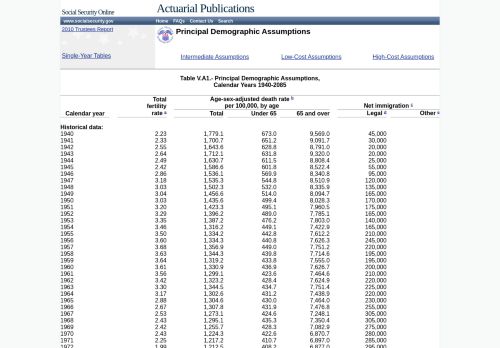 Social Security Online
Actuarial Publications
www.socialsecurity.gov Home FAQs Contact Us Search
2010 Trustees Report
Principal Demographic Assumptions
Single-Year Tables
Intermediate Assumptions Low-Cost Assumptions High-Cost Assumptions
Table V.A1.- Principal Demographic Assumptions,
Calendar Years 1940-2085
Total Age-sex-adjusted death rate b
fertility per 100,000, by age Net immigration c
Calendar year rate a Total Under 65 65 and over Legal d Other e
Historical data:
1940 2.23 1,779.1 673.0 9,569.0 45,000
1941 2.33 1,700.7 651.2 9,091.7 30,000
1942 2.55 1,643.6 628.8 8,791.0 20,000
1943 2.64 1,712.1 631.8 9,320.0 20,000
1944 2.49 1,630.7 611.5 8,808.4 25,000
1945 2.42 1,586.6 601.8 8,522.4 55,000
1946 2.86 1,536.1 569.9 8,340.8 95,000
1947 3.18 1,535.3 544.8 8,510.9 120,000
1948 3.03 1,502.3 532.0 8,335.9 135,000
1949 3.04 1,456.6 514.0 8,094.7 165,000
1950 3.03 1,435.6 499.4 8,028.3 170,000
1951 3.20 1,423.3 495.1 7,960.5 175,000
1952 3.29 1,396.2 489.0 7,785.1 165,000
1953 3.35 1,387.2 476.2 7,803.0 140,000
1954 3.46 1,316.2 449.1 7,422.9 165,000
1955 3.50 1,334.2 442.8 7,612.2 210,000
1956 3.60 1,334.3 440.8 7,626.3 245,000
1957 3.68 1,356.9 449.0 7,751.2 220,000
1958 3.63 1,344.3 439.8 7,714.6 195,000
1959 3.64 1,319.2 433.8 7,555.0 195,000
1960 3.61 1,330.9 436.9 7,626.7 200,000
1961 3.56 1,299.1 423.6 7,464.6 210,000
1962 3.42 1,323.2 428.4 7,624.9 220,000
1963 3.30 1,344.5 434.7 7,751.4 225,000
1964 3.17 1,302.6 431.2 7,438.9 220,000
1965 2.88 1,304.6 430.0 7,464.0 230,000
1966 2.67 1,307.8 431.9 7,476.8 255,000
1967 2.53 1,273.1 424.6 7,248.1 305,000
1968 2.43 1,295.1 435.3 7,350.4 305,000
1969 2.42 1,255.7 428.3 7,082.9 275,000
1970 2.43 1,224.3 422.6 6,870.7 280,000
1971 2.25 1,217.2 410.7 6,897.0 285,000
1972 1.99 1,212.5 408.2 6,877.0 295,000